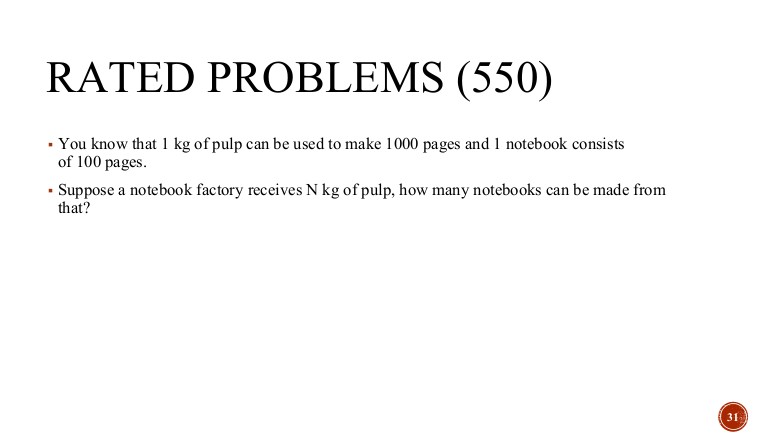 RATED PROBLEMS (550)
▪ You know that 1 kg of pulp can be used to make 1000 pages and 1 notebook consists
of 100 pages.
▪ Suppose a notebook factory receives N kg of pulp, how many notebooks can be made from
that?
31